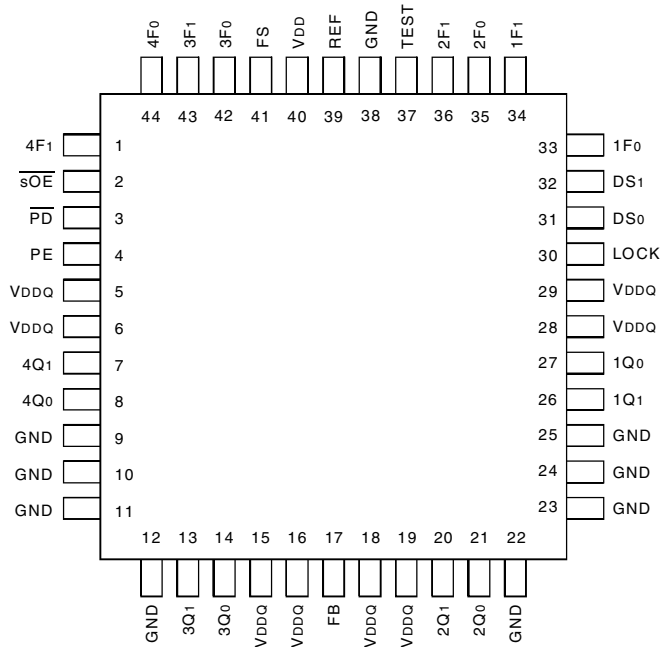 4F0 3F1 3F0 FS VDD REF GND TEST 2F1 2F0 1F1
44 43 42 41 40 39 38 37 36 35 34
4F1 1 33 1F0
sOE 2 32 DS1
PD 3 31 DS0
PE 4 30 LOCK
VDDQ 5 29 VDDQ
VDDQ 6 28 VDDQ
4Q1 7 27 1Q0
4Q0 8 26 1Q1
GND 9 25 GND
GND 10 24 GND
GND 11 23 GND
12 13 14 15 16 17 18 19 20 21 22
GND 3Q1 3Q0 VDDQ VDDQ FB VDDQ VDDQ 2Q1 2Q0 GND